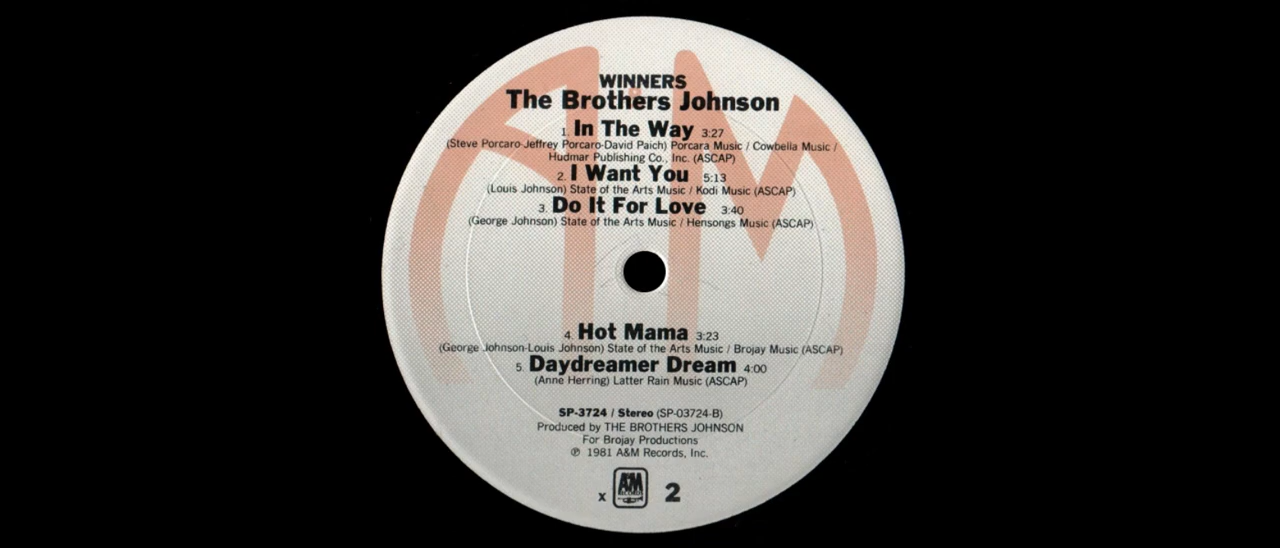 WINNERS
The Brothers Johnson
1. In The Way 3:27
(Steve Porcaro-Jeffrey Porcaro-David Paich) Porcara Music / Cowbella Music /
Hudmar Publishing Co., Inc. (ASCAP)
2. I Want You 5:13
(Louis Johnson) State of the Arts Music / Kodi Music (ASCAP)
3. Do It For Love 3:40
(George Johnson) State of the Arts Music / Hensongs Music (ASCAP)
4. Hot Mama 3:23
(George Johnson-Louis Johnson) State of the Arts Music / Brojay Music (ASCAP)
5. Daydreamer Dream 4:00
(Anne Herring) Latter Rain Music (ASCAP)
SP-3724 / Stereo (SP-03724-B)
Produced by THE BROTHERS JOHNSON
For Brojay Productions
℗ 1981 A&M Records, Inc.
x A&M RECORDS 2